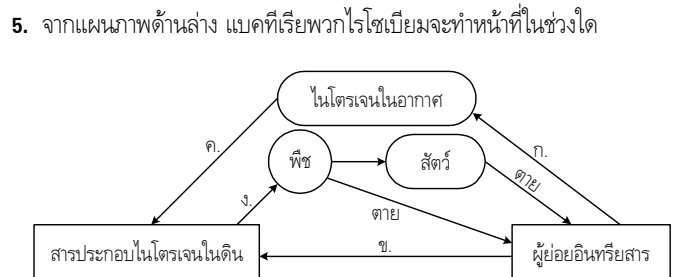 5. จากแผนภาพด้านล่าง แบคทีเรียพวกไรโซเบียมจะทำหน้าที่ในช่วงใด
ไนโตรเจนในอากาศ
ค.
พืช
สัตว์
ก.
ตาย
ง.
ตาย
สารประกอบไนโตรเจนในดิน
ข.
ผู้ย่อยอินทรียสาร